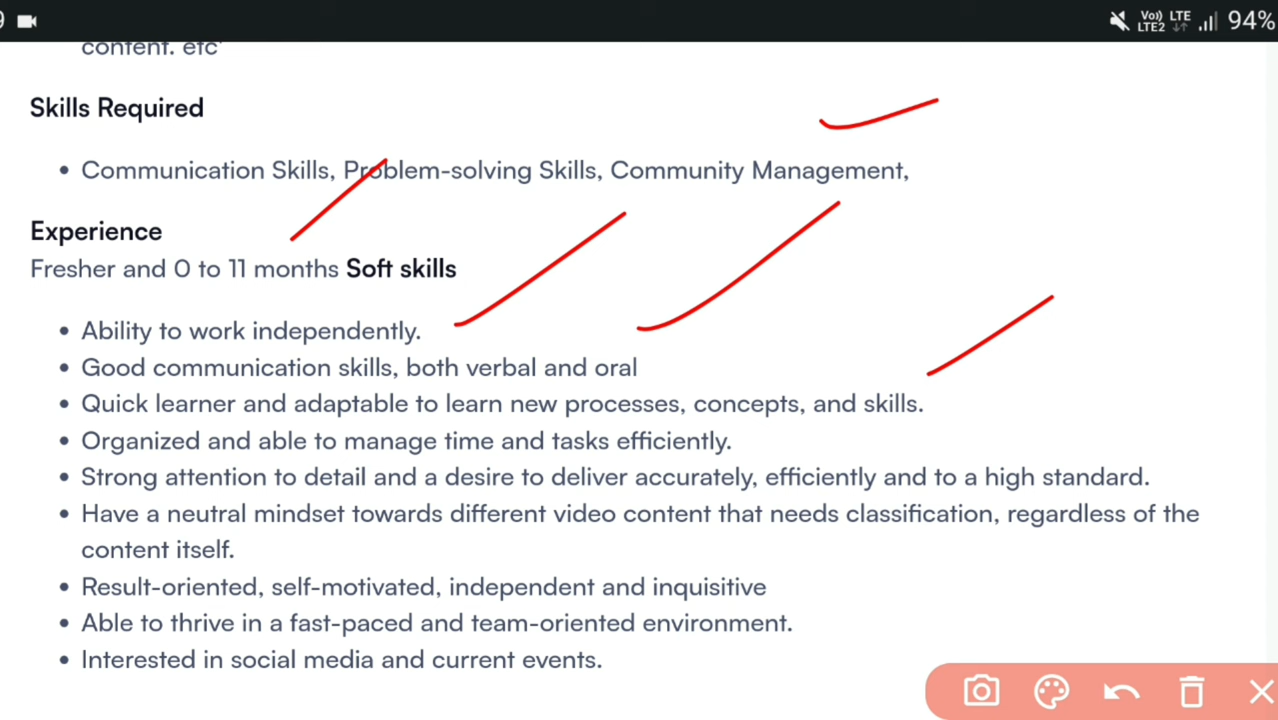 9
Vo)) LTE
LTE2
94%
content. etc'
Skills Required
• Communication Skills, Problem-solving Skills, Community Management,
Experience
Fresher and 0 to 11 months Soft skills
• Ability to work independently.
• Good communication skills, both verbal and oral
• Quick learner and adaptable to learn new processes, concepts, and skills.
• Organized and able to manage time and tasks efficiently.
• Strong attention to detail and a desire to deliver accurately, efficiently and to a high standard.
• Have a neutral mindset towards different video content that needs classification, regardless of the
content itself.
• Result-oriented, self-motivated, independent and inquisitive
• Able to thrive in a fast-paced and team-oriented environment.
• Interested in social media and current events.